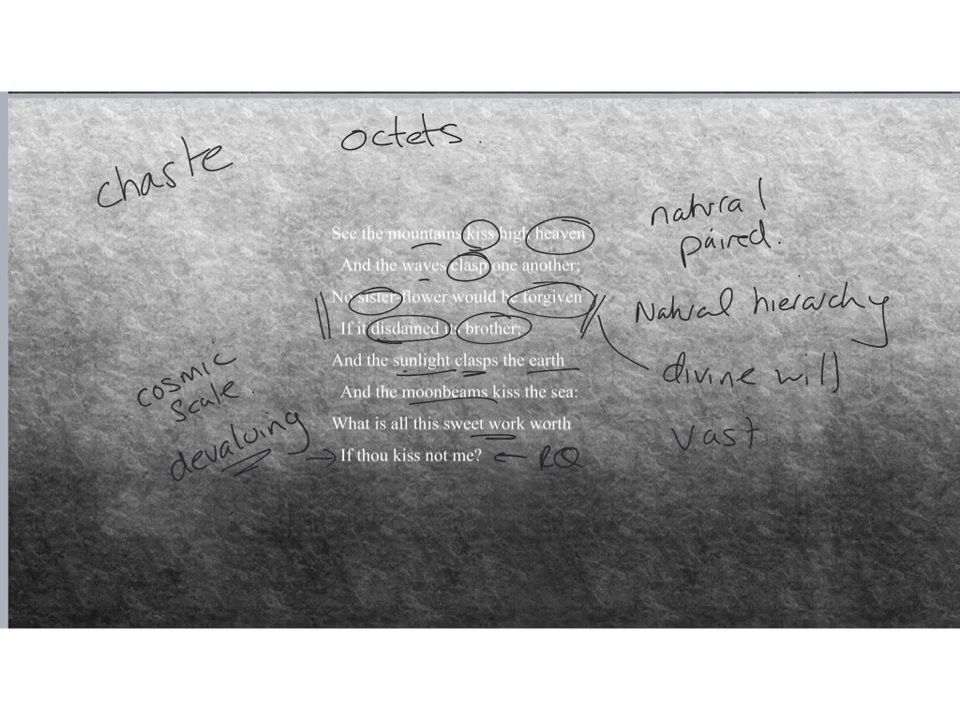 octets.
chaste
natural
paired.
See the mountains kiss high heaven
And the waves clasp one another;
No sister-flower would be forgiven
If it disdained its brother;
And the sunlight clasps the earth
And the moonbeams kiss the sea:
What is all this sweet work worth
If thou kiss not me? ← RQ
Natural hierarchy
divine will
vast.
cosmic
scale.
devaluing →